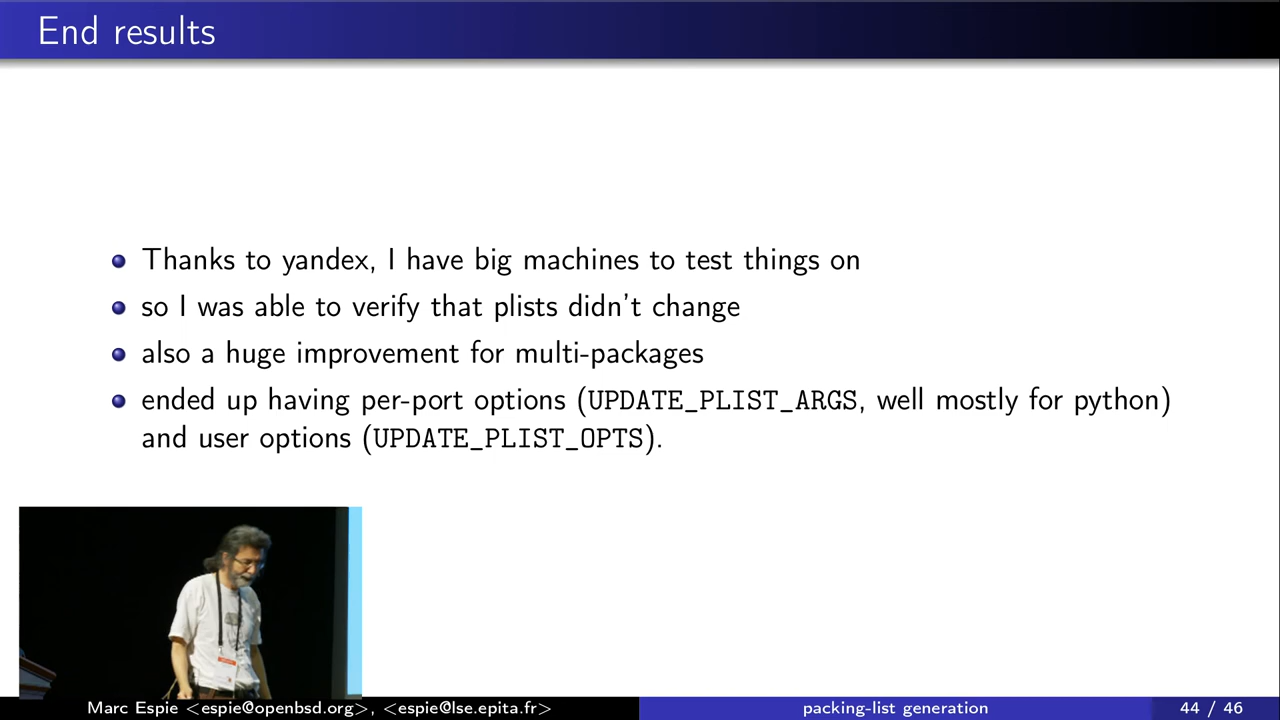 End results
Thanks to yandex, I have big machines to test things on
so I was able to verify that plists didn't change
also a huge improvement for multi-packages
ended up having per-port options (UPDATE_PLIST_ARGS, well mostly for python)
and user options (UPDATE_PLIST_OPTS).
Marc Espie <espie@openbsd.org>, <espie@lse.epita.fr>
packing-list generation
44 / 46